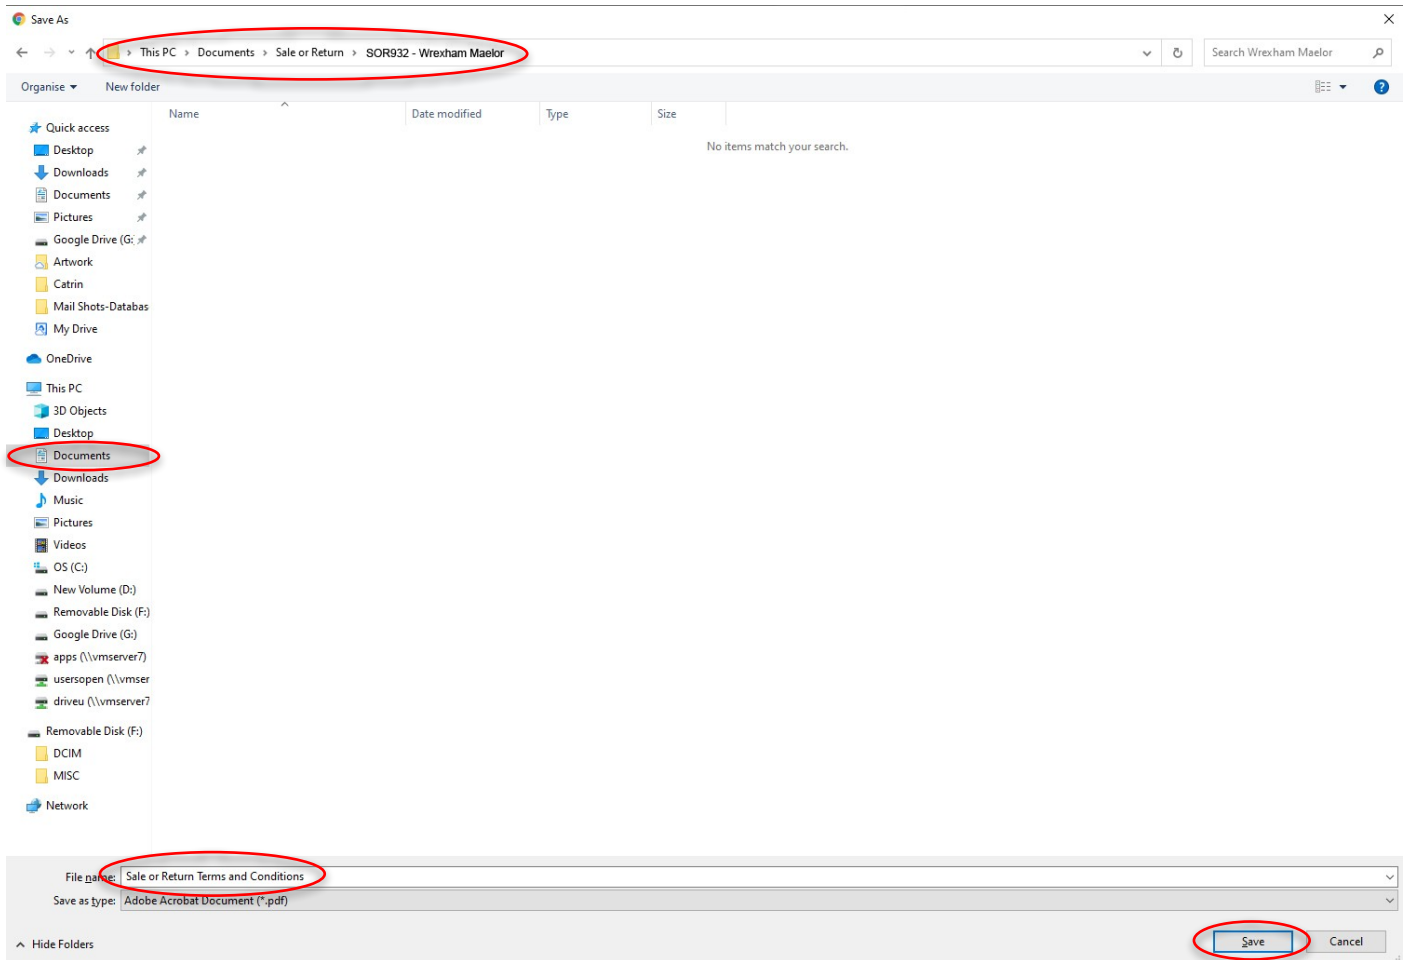 Save As
This PC > Documents > Sale or Return > SOR932 - Wrexham Maelor
Search Wrexham Maelor
Organise
New folder
Name
Date modified
Type
Size
No items match your search.
Quick access
Desktop
Downloads
Documents
Pictures
Google Drive (G:
Artwork
Catrin
Mail Shots-Databas
My Drive
OneDrive
This PC
3D Objects
Desktop
Documents
Downloads
Music
Pictures
Videos
OS (C:)
New Volume (D:)
Removable Disk (F:)
Google Drive (G:)
apps (\\vmserver7)
usersopen (\\vmser
driveu (\\vmserver7
Removable Disk (F:)
DCIM
MISC
Network
File name: Sale or Return Terms and Conditions
Save as type: Adobe Acrobat Document (*.pdf)
Hide Folders
Save
Cancel